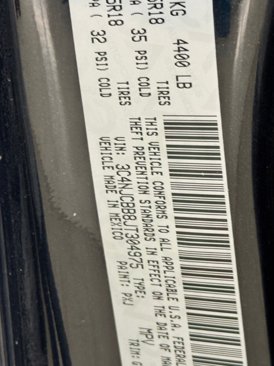 KG 4400 LB
5R18 TIRES
A ( 35 PSI) COLD
5R18 TIRES
A ( 32 PSI) COLD
THIS VEHICLE CONFORMS TO ALL APPLICABLE U.S.A. FEDERAL
THEFT PREVENTION STANDARDS IN EFFECT ON THE DATE OF MA
VIN: 3C4NJCBB8JT304975 TYPE: MPV
VEHICLE MADE IN MEXICO PAINT: PXJ TRIM: